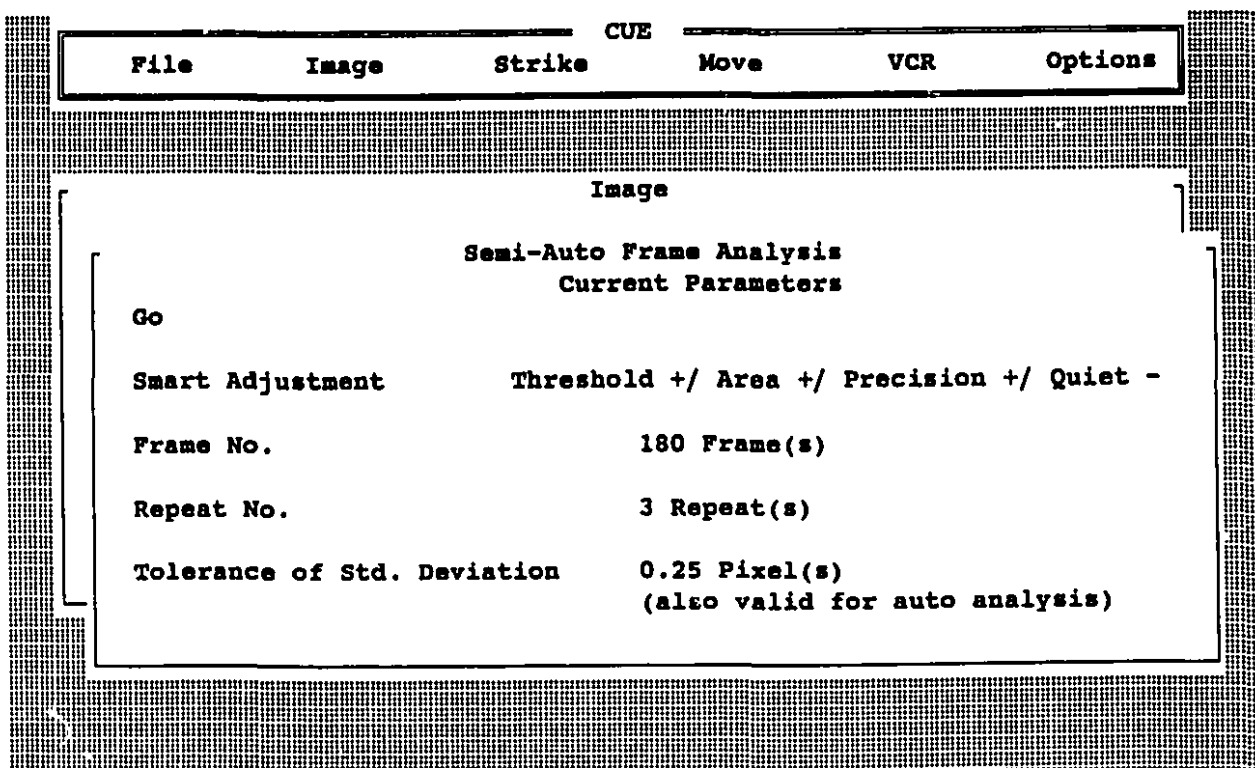 CUE
File Image Strike Move VCR Options
Image
Semi-Auto Frame Analysis
Current Parameters
Go
Smart Adjustment Threshold +/ Area +/ Precision +/ Quiet -
Frame No. 180 Frame(s)
Repeat No. 3 Repeat(s)
Tolerance of Std. Deviation 0.25 Pixel(s)
(also valid for auto analysis)